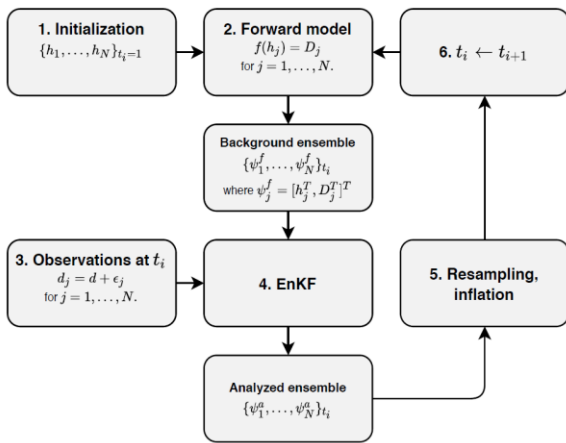 1. Initialization
{h_1, ..., h_N}_{t_i=1}
2. Forward model
f(h_j) = D_j
for j = 1, ..., N.
6. t_i ← t_{i+1}
Background ensemble
{ψ_1^f, ..., ψ_N^f}_{t_i}
where ψ_j^f = [h_j^T, D_j^T]^T
3. Observations at t_i
d_j = d + ϵ_j
for j = 1, ..., N.
4. EnKF
5. Resampling,
inflation
Analyzed ensemble
{ψ_1^a, ..., ψ_N^a}_{t_i}